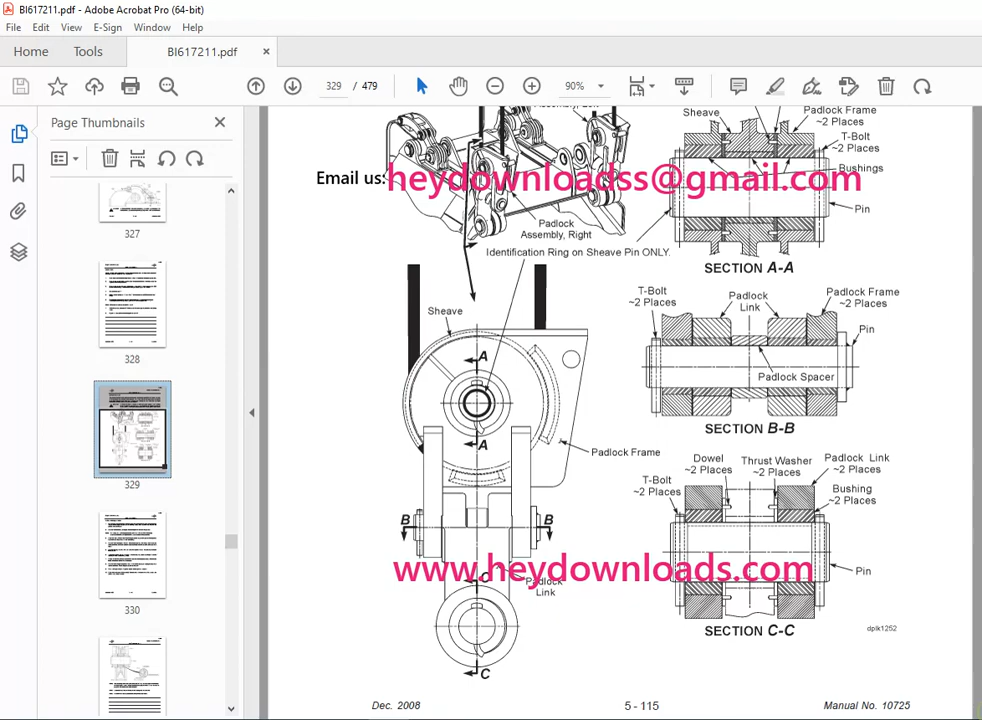 BI617211.pdf - Adobe Acrobat Pro (64-bit)
File Edit View E-Sign Window Help
Home Tools BI617211.pdf ×
329 / 479 90%
Page Thumbnails
327
328
329
330
Sheave
Padlock Frame
~2 Places
T-Bolt
~2 Places
Bushings
Pin
Email us:heydownloadss@gmail.com
Padlock
Assembly, Right
Identification Ring on Sheave Pin ONLY.
SECTION A-A
T-Bolt
~2 Places
Padlock
Link
Padlock Frame
~2 Places
Pin
Padlock Spacer
SECTION B-B
Sheave
A
A
Padlock Frame
B
B
Dowel
~2 Places
Thrust Washer
~2 Places
Padlock Link
~2 Places
T-Bolt
~2 Places
Bushing
~2 Places
Pin
www.heydownloads.com
C
Padlock
Link
C
SECTION C-C
dplk1252
Dec. 2008
5 - 115
Manual No. 10725